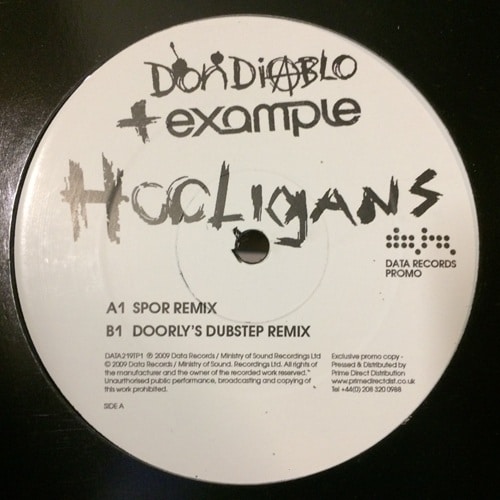 DON DIABLO
+ example
HOOLIGANS
data
DATA RECORDS
PROMO
A1 SPOR REMIX
B1 DOORLY'S DUBSTEP REMIX
DATA219TP1 ℗ 2009 Data Records / Ministry of Sound Recordings Ltd
© 2009 Data Records / Ministry of Sound. Recordings Ltd. All rights of
the manufacturer and the owner of the recorded work reserved."
Unauthorised public performance, broadcasting and copying of
this work prohibited.
SIDE A
Exclusive promo copy -
Pressed & Distributed by
Prime Direct Distribution
www.primedirectdist.co.uk
Tel +44(0) 208 320 0988